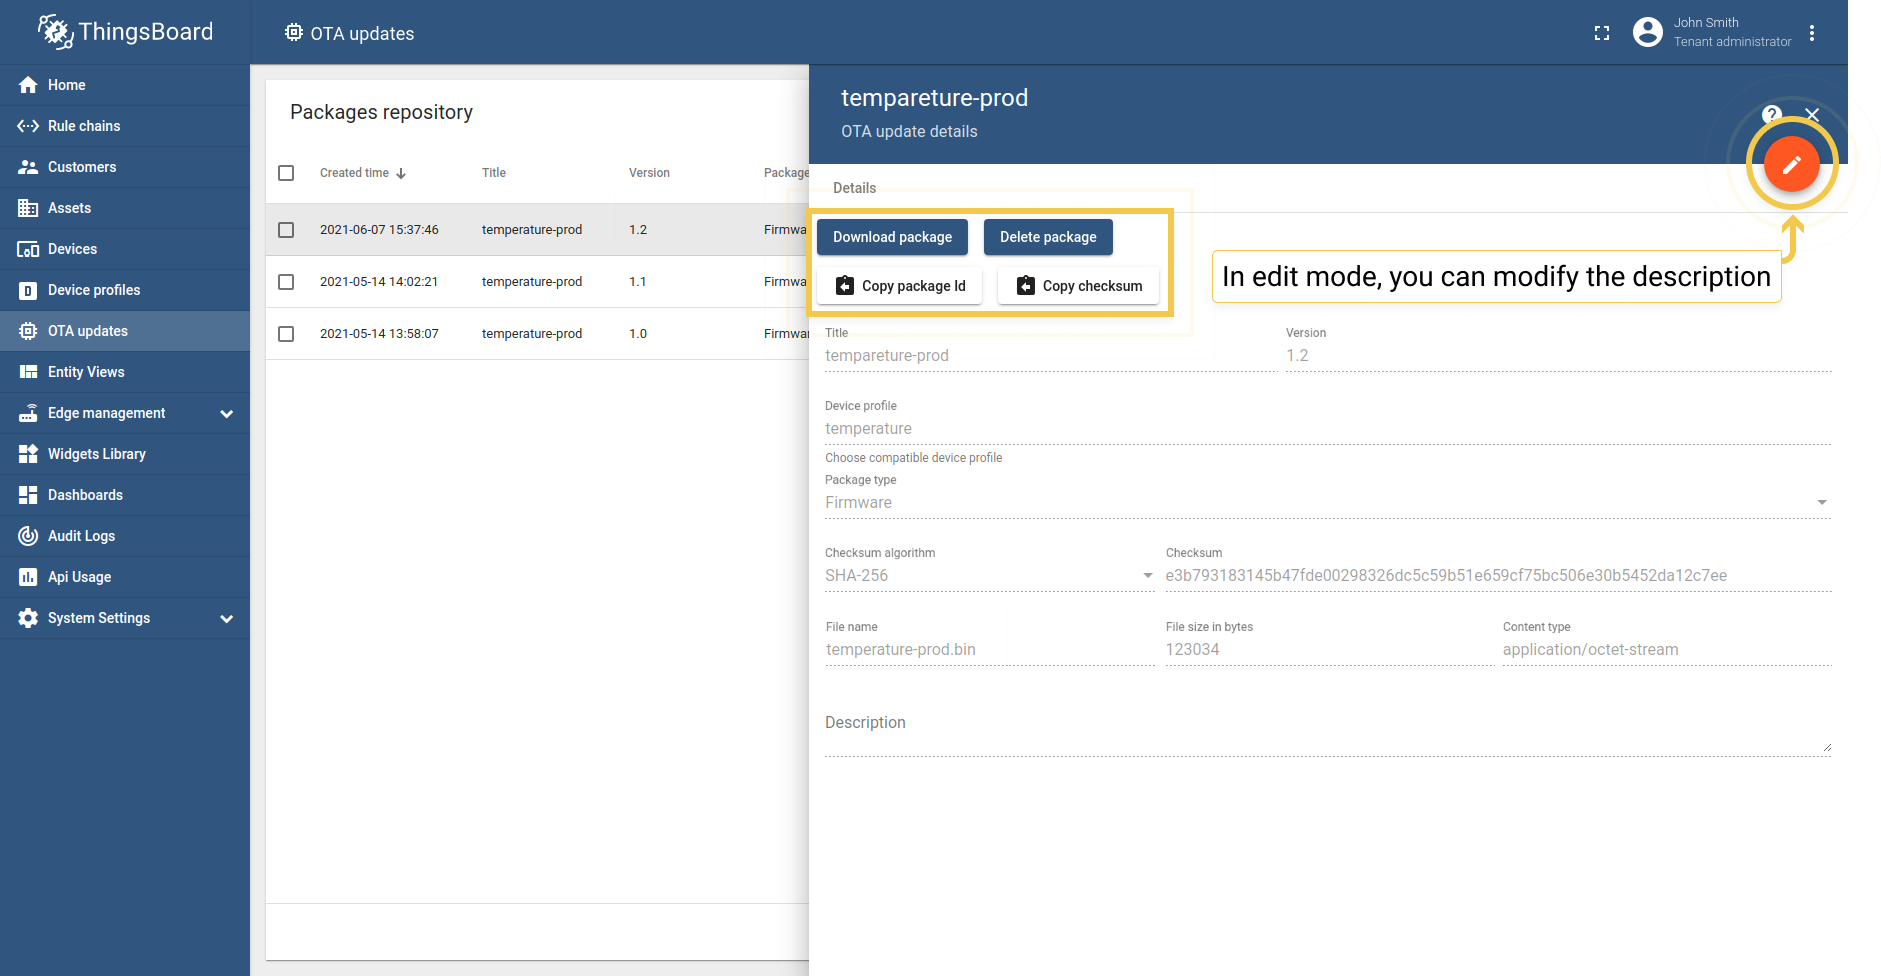 ThingsBoard
OTA updates
John Smith
Tenant administrator
Home
Rule chains
Customers
Assets
Devices
Device profiles
OTA updates
Entity Views
Edge management
Widgets Library
Dashboards
Audit Logs
Api Usage
System Settings
Packages repository
Created time Title Version Package
2021-06-07 15:37:46 temperature-prod 1.2 Firmwa
2021-05-14 14:02:21 temperature-prod 1.1 Firmwa
2021-05-14 13:58:07 temperature-prod 1.0 Firmwar
tempareture-prod
OTA update details
Details
Download package Delete package
Copy package Id Copy checksum
In edit mode, you can modify the description
Title Version
tempareture-prod 1.2
Device profile
temperature
Choose compatible device profile
Package type
Firmware
Checksum algorithm Checksum
SHA-256 e3b793183145b47fde00298326dc5c59b51e659cf75bc506e30b5452da12c7ee
File name File size in bytes Content type
temperature-prod.bin 123034 application/octet-stream
Description